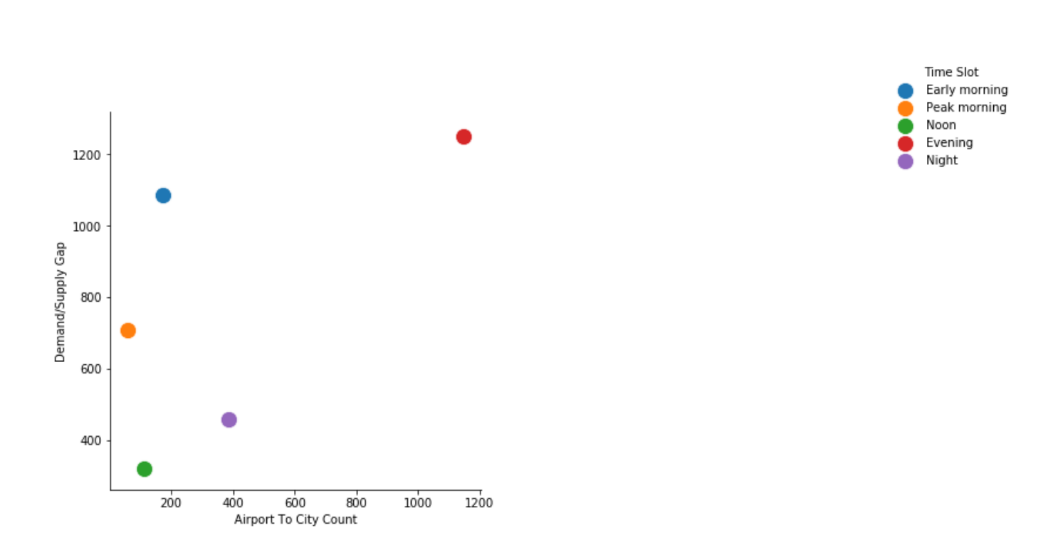 Time Slot
Early morning
Peak morning
Noon
Evening
Night
Demand/Supply Gap
1200
1000
800
600
400
200 400 600 800 1000 1200
Airport To City Count